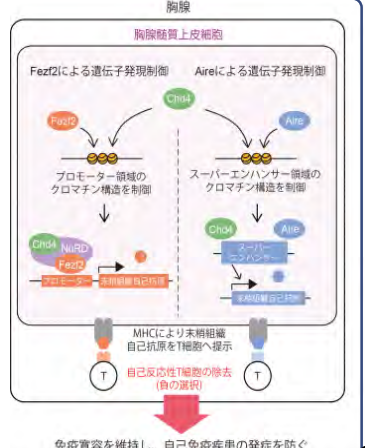 胸腺
胸腺髄質上皮細胞
Fezf2による遺伝子発現制御
Aireによる遺伝子発現制御
Chd4
Fezf2
Aire
プロモーター領域の
クロマチン構造を制御
スーパーエンハンサー領域の
クロマチン構造を制御
Chd4
NuRD
Fezf2
プロモーター
末梢組織自己抗原
Chd4
Aire
スーパー
エンハンサー
末梢組織自己抗原
MHCにより末梢組織
自己抗原をT細胞へ提示
T
自己反応性T細胞の除去
(負の選択)
T
免疫寛容を維持し、自己免疫疾患の発症を防ぐ